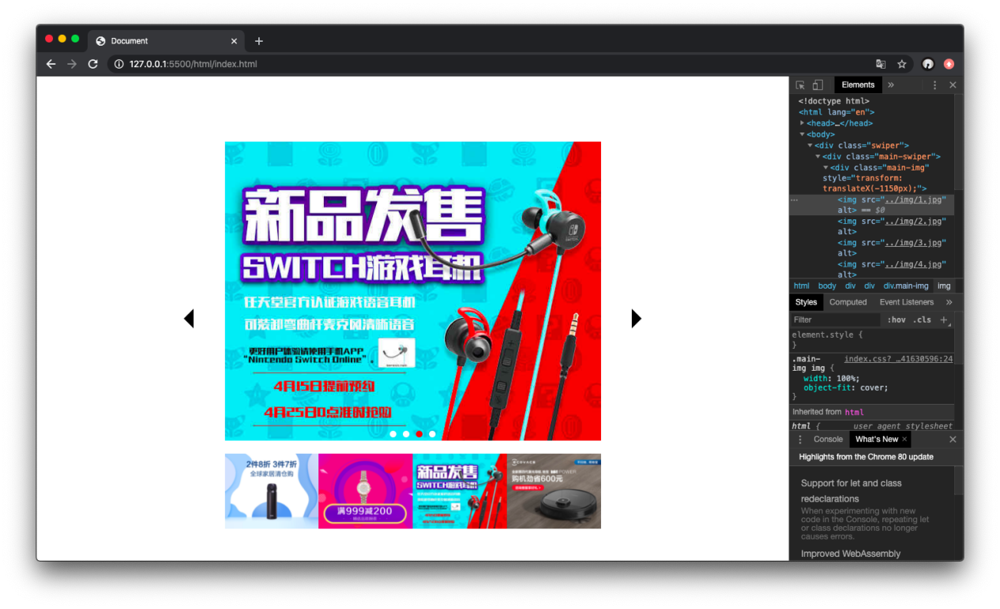 Document
127.0.0.1:5500/html/index.html
新品发售
SWITCH游戏耳机
任天堂官方认证游戏语音耳机
可装卸弯曲杆麦克风清晰语音
更好用户体验请使用手机APP
“Nintendo Switch Online”.
4月15日提前预约
4月25日0点准时抢购
2件8折 3件7折
全球家居清仓购
满999减200
新品发售
SWITCH游戏耳机
购机劲省600元
Elements
<!doctype html>
<html lang="en">
<head>…</head>
<body>
<div class="swiper">
<div class="main-swiper">
<div class="main-img"
style="transform:
translateX(-1150px);">
<img src="../img/1.jpg"
alt> == $0
<img src="../img/2.jpg"
alt>
<img src="../img/3.jpg"
alt>
<img src="../img/4.jpg"
alt>
html body div div div.main-img img
Styles Computed Event Listeners »
Filter :hov .cls +
element.style {
}
.main- index.css?…41630596:24
img img {
width: 100%;
object-fit: cover;
}
Inherited from html
html { user agent stylesheet
Console What's New ×
Highlights from the Chrome 80 update
Support for let and class
redeclarations
When experimenting with new
code in the Console, repeating let
or class declarations no longer
causes errors.
Improved WebAssembly